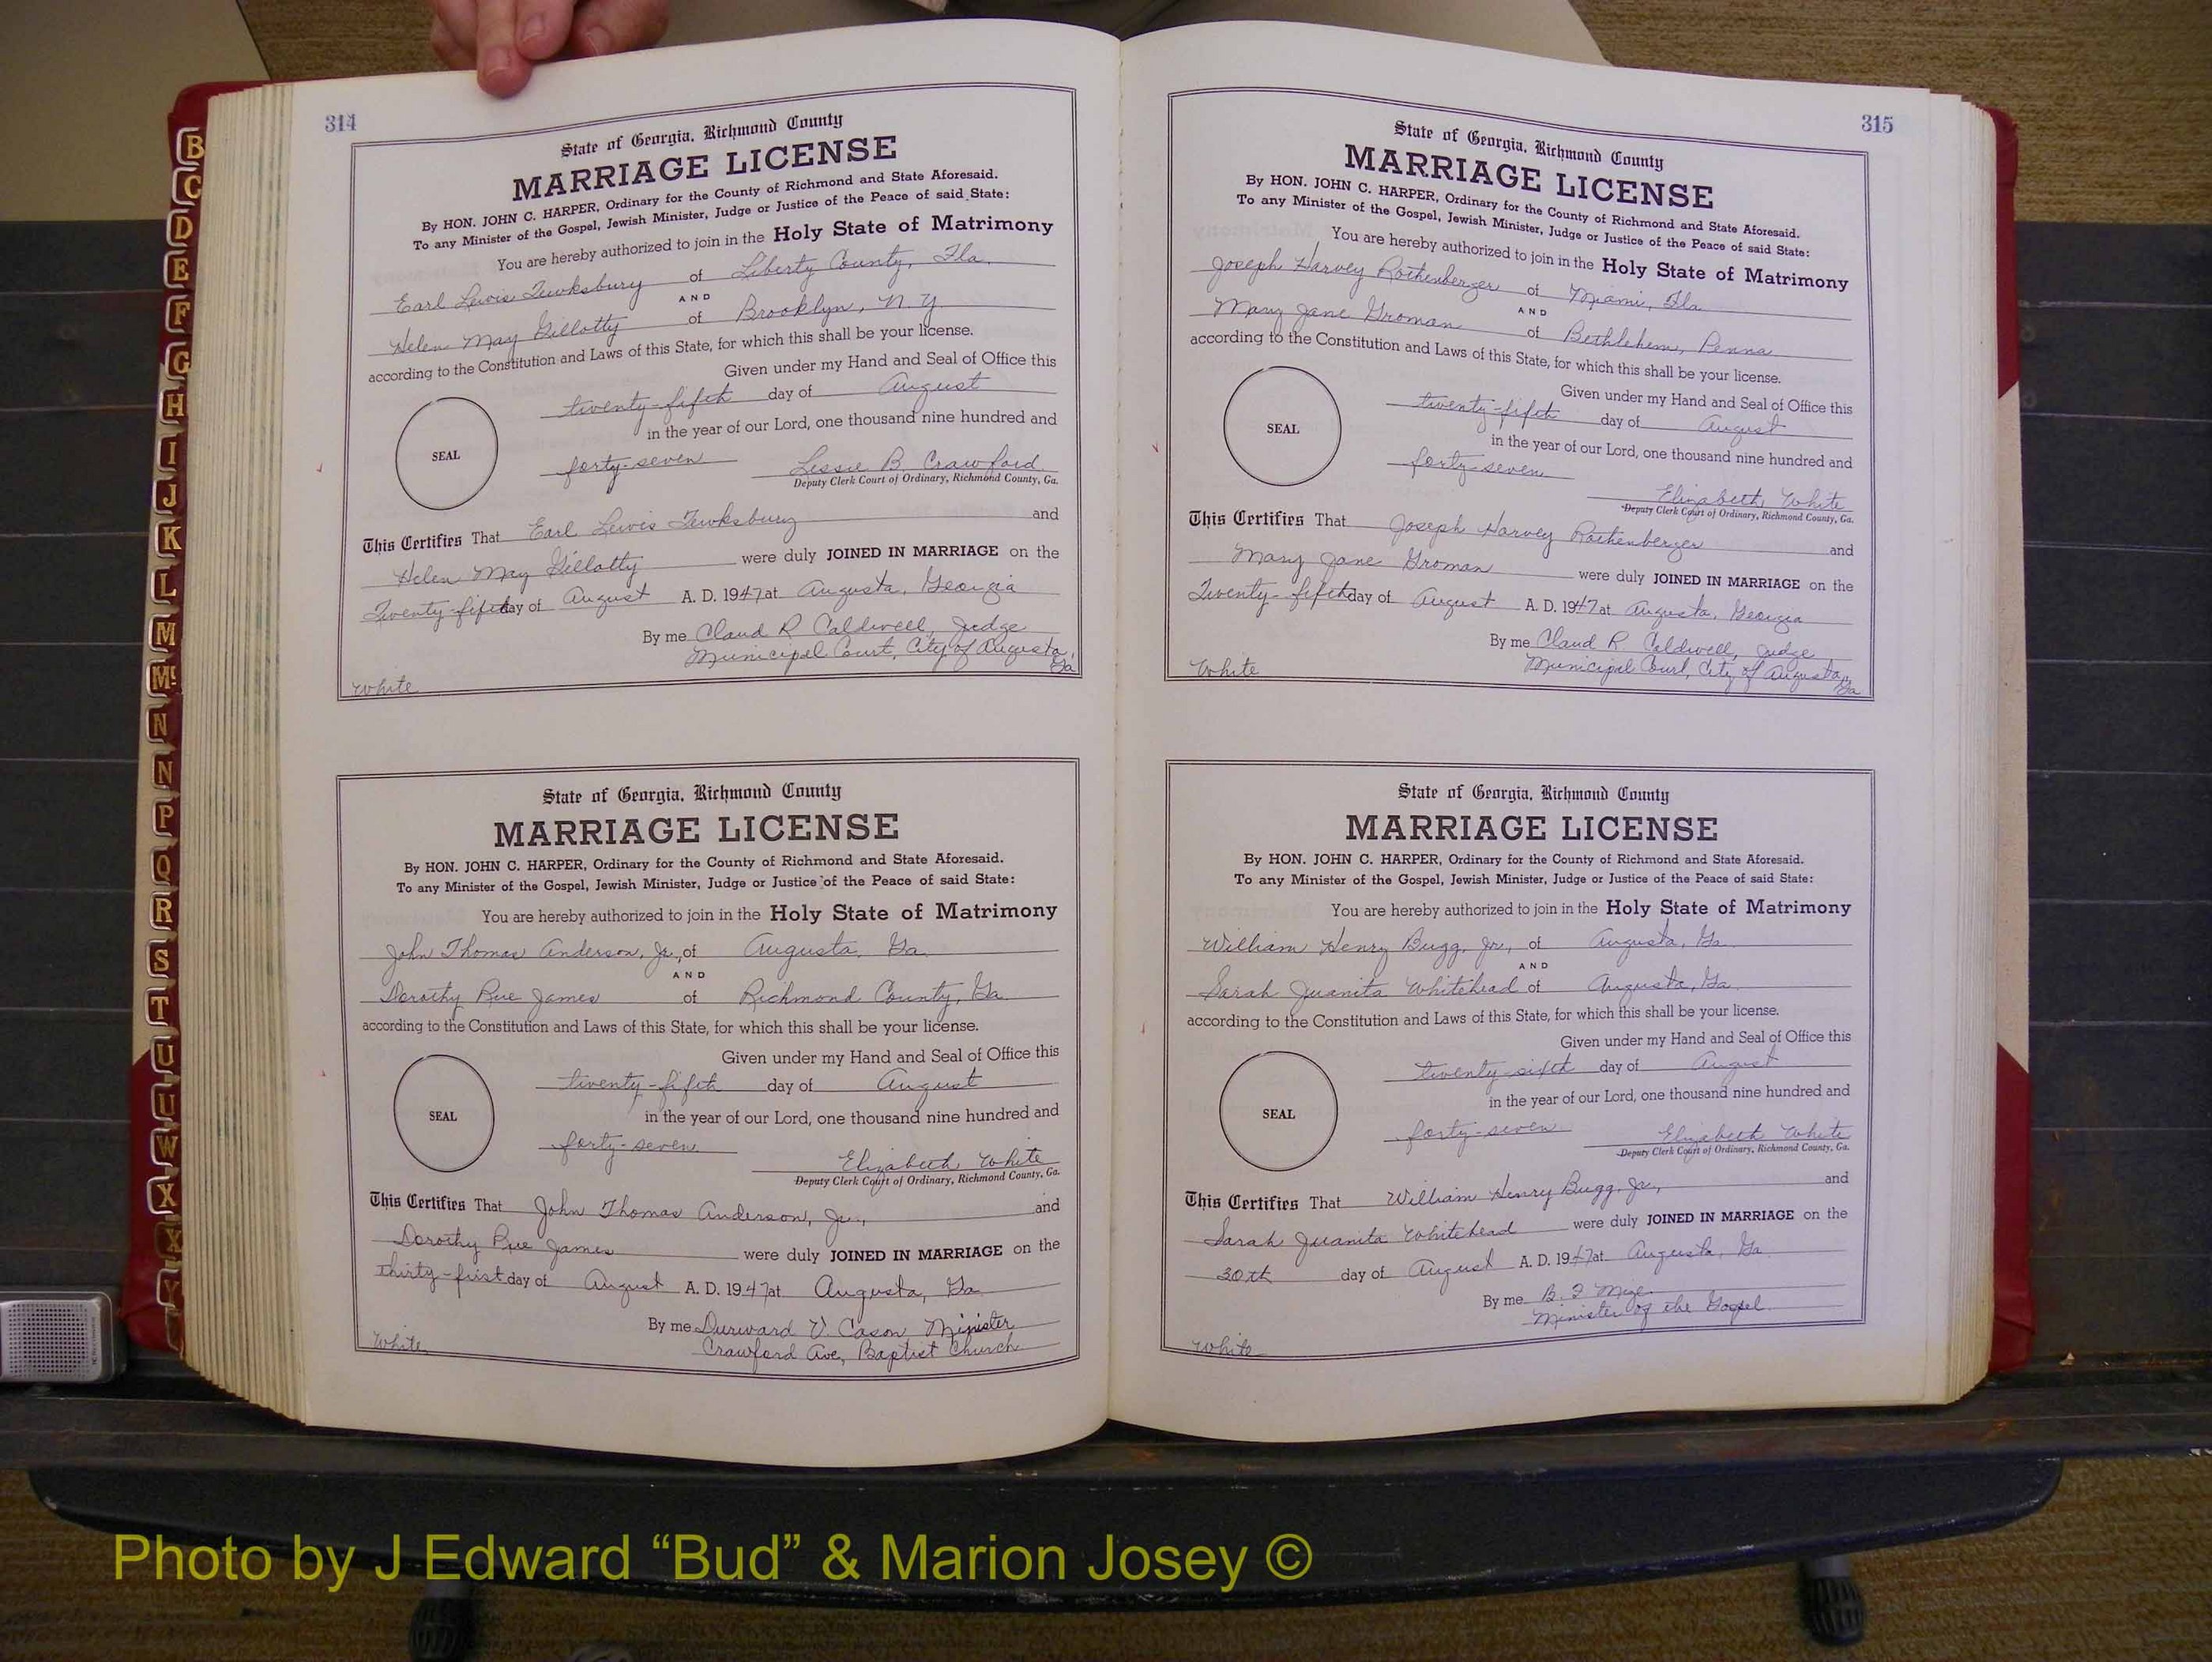 314
State of Georgia, Richmond County
MARRIAGE LICENSE
By HON. JOHN C. HARPER, Ordinary for the County of Richmond and State Aforesaid.
To any Minister of the Gospel, Jewish Minister, Judge or Justice of the Peace of said State:
You are hereby authorized to join in the Holy State of Matrimony
Earl Lewis Tewksbury of Liberty County, Fla.
AND
Helen May Gillotty of Brooklyn, N.Y.
according to the Constitution and Laws of this State, for which this shall be your license.
Given under my Hand and Seal of Office this
twenty-fifth day of August
in the year of our Lord, one thousand nine hundred and
SEAL
forty-seven Lessie B. Crawford
Deputy Clerk Court of Ordinary, Richmond County, Ga.
This Certifies That Earl Lewis Tewksbury and
Helen May Gillotty were duly JOINED IN MARRIAGE on the
Twenty-fifth day of August A. D. 1947 at Augusta, Georgia
By me Claud R Caldwell, Judge
Municipal Court, City of Augusta,
Ga
White
State of Georgia, Richmond County
MARRIAGE LICENSE
By HON. JOHN C. HARPER, Ordinary for the County of Richmond and State Aforesaid.
To any Minister of the Gospel, Jewish Minister, Judge or Justice of the Peace of said State:
You are hereby authorized to join in the Holy State of Matrimony
John Thomas Anderson, Jr., of Augusta, Ga.
AND
Dorothy Rue James of Richmond County, Ga.
according to the Constitution and Laws of this State, for which this shall be your license.
Given under my Hand and Seal of Office this
twenty-fifth day of August
SEAL
in the year of our Lord, one thousand nine hundred and
forty-seven
Elizabeth White
Deputy Clerk Court of Ordinary, Richmond County, Ga.
This Certifies That John Thomas Anderson, Jr., and
Dorothy Rue James were duly JOINED IN MARRIAGE on the
Thirty-first day of August A. D. 1947 at Augusta, Ga.
By me Durward V. Cason, Minister
Crawford Ave, Baptist Church
White
315
State of Georgia, Richmond County
MARRIAGE LICENSE
By HON. JOHN C. HARPER, Ordinary for the County of Richmond and State Aforesaid.
To any Minister of the Gospel, Jewish Minister, Judge or Justice of the Peace of said State:
You are hereby authorized to join in the Holy State of Matrimony
Joseph Harvey Rothenberger of Miami, Fla
AND
Mary Jane Groman of Bethlehem, Penna
according to the Constitution and Laws of this State, for which this shall be your license.
Given under my Hand and Seal of Office this
twenty-fifth day of August
SEAL
in the year of our Lord, one thousand nine hundred and
forty-seven
Elizabeth White
Deputy Clerk Court of Ordinary, Richmond County, Ga.
This Certifies That Joseph Harvey Rothenberger and
Mary Jane Groman were duly JOINED IN MARRIAGE on the
Twenty-fifth day of August A. D. 1947 at Augusta, Georgia
By me Claud R. Caldwell, Judge
Municipal Court, City of Augusta,
Ga
White
State of Georgia, Richmond County
MARRIAGE LICENSE
By HON. JOHN C. HARPER, Ordinary for the County of Richmond and State Aforesaid.
To any Minister of the Gospel, Jewish Minister, Judge or Justice of the Peace of said State:
You are hereby authorized to join in the Holy State of Matrimony
William Henry Bugg, Jr., of Augusta, Ga.
AND
Sarah Juanita Whitehead of Augusta, Ga.
according to the Constitution and Laws of this State, for which this shall be your license.
Given under my Hand and Seal of Office this
twenty-sixth day of August
SEAL
in the year of our Lord, one thousand nine hundred and
forty-seven
Elizabeth White
Deputy Clerk Court of Ordinary, Richmond County, Ga.
This Certifies That William Henry Bugg, Jr., and
Sarah Juanita Whitehead were duly JOINED IN MARRIAGE on the
30th day of August A. D. 1947 at Augusta, Ga.
By me B. F. Mize
Minister of the Gospel
White
B
C
D
E
F
G
H
I
J
K
L
M
Mc
N
N
P
Q
R
S
T
U
U
W
X
X
Y
Photo by J Edward “Bud” & Marion Josey ©